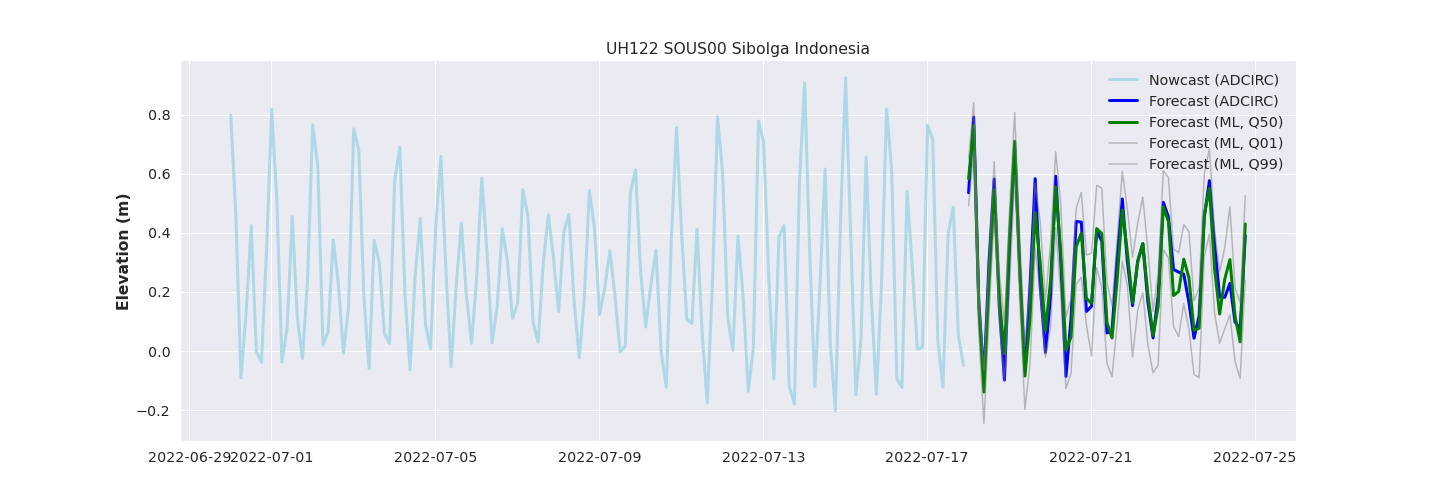 UH122 SOUS00 Sibolga Indonesia
Nowcast (ADCIRC)
Forecast (ADCIRC)
Forecast (ML, Q50)
Forecast (ML, Q01)
Forecast (ML, Q99)
Elevation (m)
0.8
0.6
0.4
0.2
0.0
−0.2
2022-06-29 2022-07-01 2022-07-05 2022-07-09 2022-07-13 2022-07-17 2022-07-21 2022-07-25